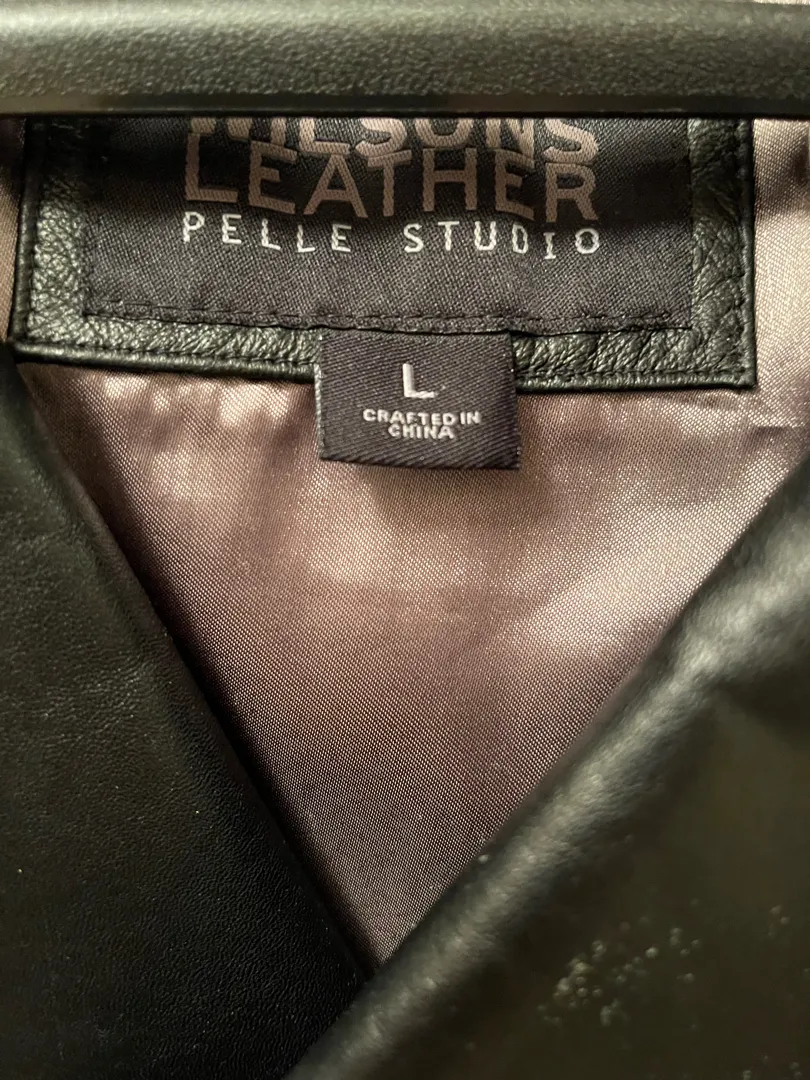 WILSONS
LEATHER
PELLE STUDIO
L
CRAFTED IN
CHINA